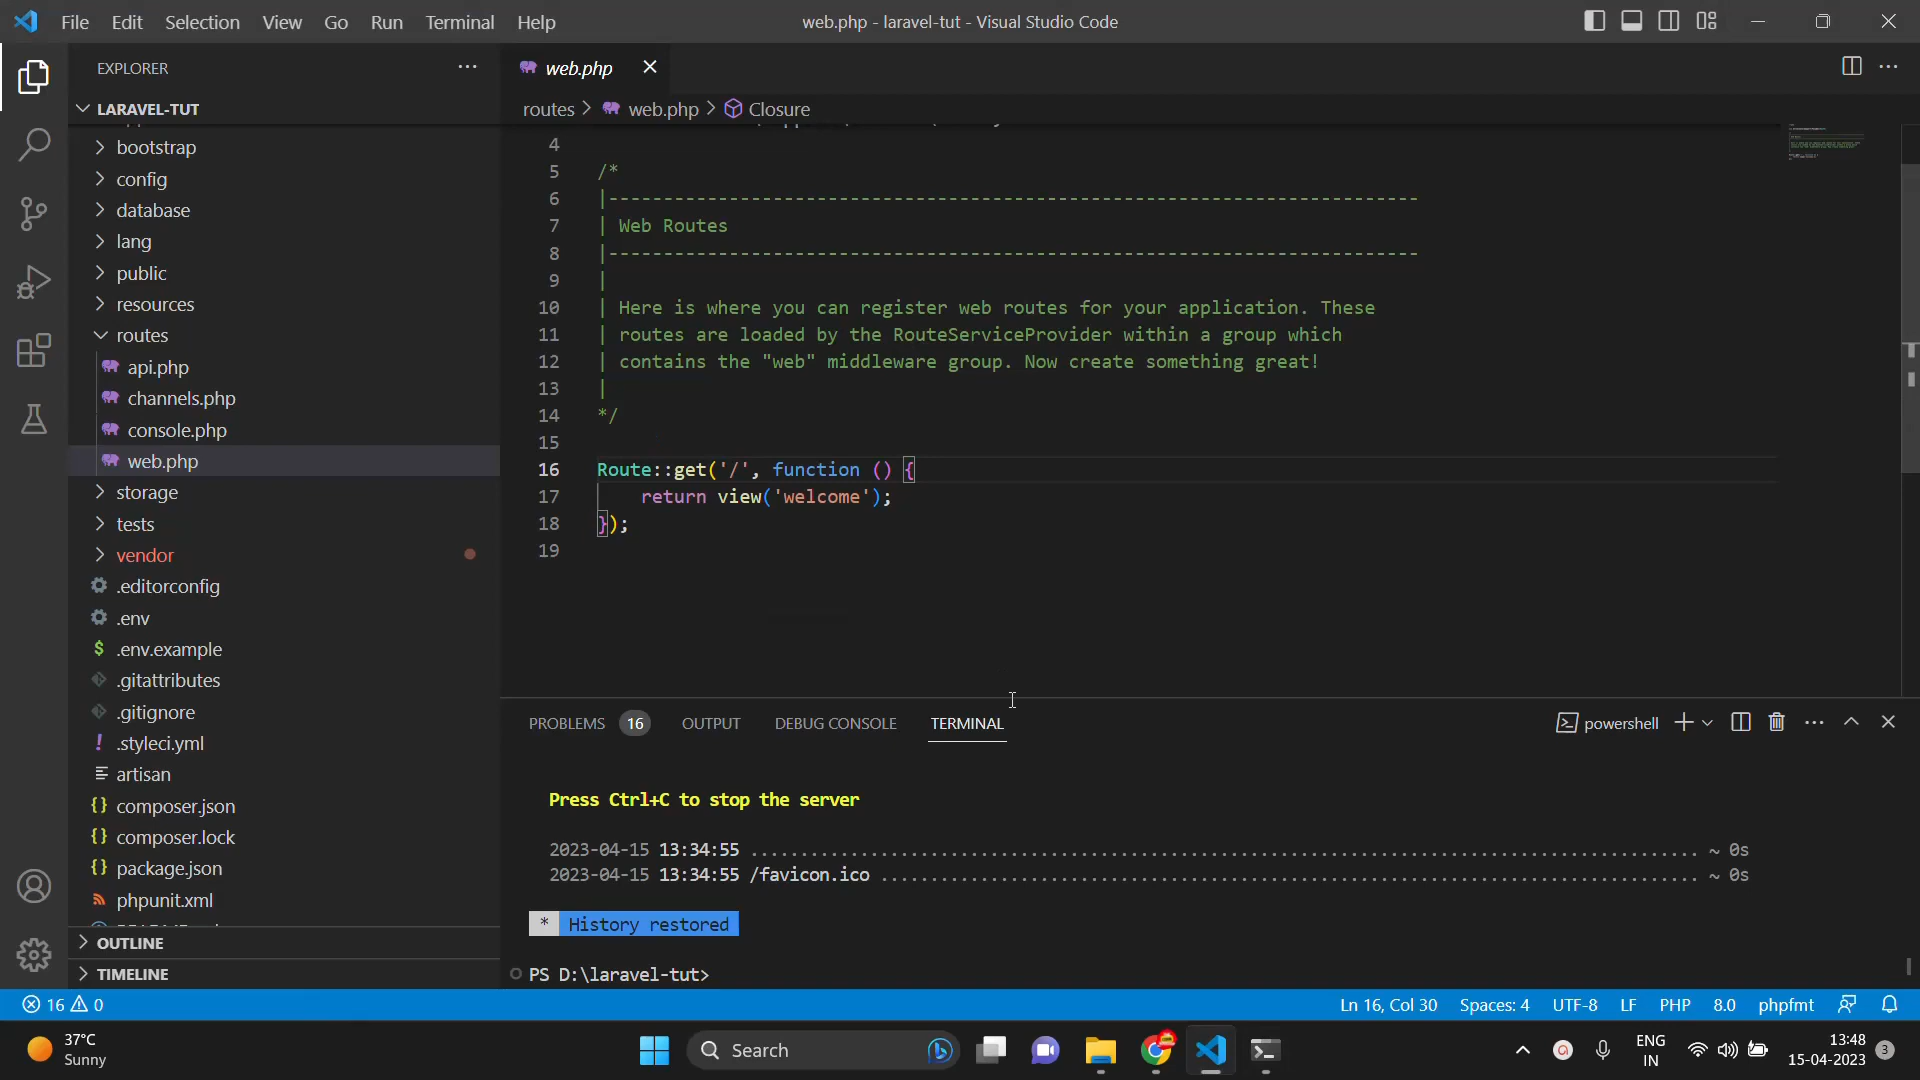 File Edit Selection View Go Run Terminal Help
web.php - laravel-tut - Visual Studio Code
EXPLORER
web.php
LARAVEL-TUT
routes > web.php > Closure
bootstrap
config
database
lang
public
resources
routes
api.php
channels.php
console.php
web.php
storage
tests
vendor
.editorconfig
.env
.env.example
.gitattributes
.gitignore
.styleci.yml
artisan
composer.json
composer.lock
package.json
phpunit.xml
OUTLINE
TIMELINE
4
5 /*
6 |--------------------------------------------------------------------------
7 | Web Routes
8 |--------------------------------------------------------------------------
9 |
10 | Here is where you can register web routes for your application. These
11 | routes are loaded by the RouteServiceProvider within a group which
12 | contains the "web" middleware group. Now create something great!
13 |
14 */
15
16 Route::get('/', function () {
17 return view('welcome');
18 });
19
PROBLEMS 16 OUTPUT DEBUG CONSOLE TERMINAL
powershell
Press Ctrl+C to stop the server
2023-04-15 13:34:55 ............................................................................................... ~ 0s
2023-04-15 13:34:55 /favicon.ico .................................................................................. ~ 0s
* History restored
PS D:\laravel-tut>
16 0
Ln 16, Col 30 Spaces: 4 UTF-8 LF PHP 8.0 phpfmt
37°C
Sunny
Search
ENG
IN
13:48
15-04-2023
3